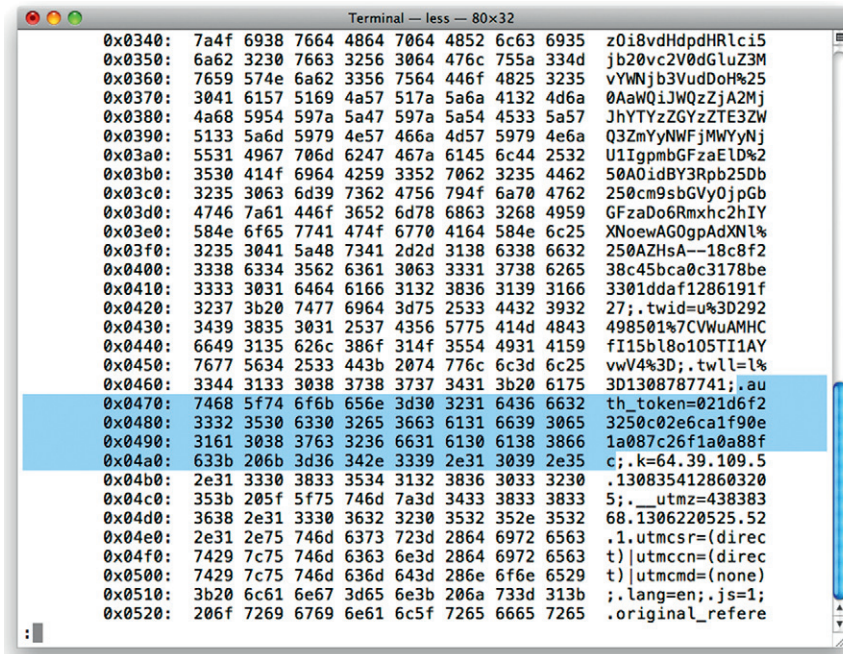 Terminal — less — 80×32
0x0340: 7a4f 6938 7664 4864 7064 4852 6c63 6935 zOi8vdHdpdHRlci5
0x0350: 6a62 3230 7663 3256 3064 476c 755a 334d jb20vc2V0dGluZ3M
0x0360: 7659 574e 6a62 3356 7564 446f 4825 3235 vYWNjb3VudDoH%25
0x0370: 3041 6157 5169 4a57 517a 5a6a 4132 4d6a 0AaWQiJWQzZjA2Mj
0x0380: 4a68 5954 597a 5a47 597a 5a54 4533 5a57 JhYTYzZGYzZTE3ZW
0x0390: 5133 5a6d 5979 4e57 466a 4d57 5979 4e6a Q3ZmYyNWFjMWYyNj
0x03a0: 5531 4967 706d 6247 467a 6145 6c44 2532 U1IgpmbGFzaElD%2
0x03b0: 3530 414f 6964 4259 3352 7062 3235 4462 50AOidBY3Rpb25Db
0x03c0: 3235 3063 6d39 7362 4756 794f 6a70 4762 250cm9sbGVyOjpGb
0x03d0: 4746 7a61 446f 3652 6d78 6863 3268 4959 GFzaDo6Rmxhc2hIY
0x03e0: 584e 6f65 7741 474f 6770 4164 584e 6c25 XNoewAGOgpAdXNl%
0x03f0: 3235 3041 5a48 7341 2d2d 3138 6338 6632 250AZHsA--18c8f2
0x0400: 3338 6334 3562 6361 3063 3331 3738 6265 38c45bca0c3178be
0x0410: 3333 3031 6464 6166 3132 3836 3139 3166 3301ddaf1286191f
0x0420: 3237 3b20 7477 6964 3d75 2533 4432 3932 27;.twid=u%3D292
0x0430: 3439 3835 3031 2537 4356 5775 414d 4843 498501%7CVWuAMHC
0x0440: 6649 3135 626c 386f 314f 3554 4931 4159 fI15bl8o1O5TI1AY
0x0450: 7677 5634 2533 443b 2074 776c 6c3d 6c25 vwV4%3D;.twll=l%
0x0460: 3344 3133 3038 3738 3737 3431 3b20 6175 3D1308787741;.au
0x0470: 7468 5f74 6f6b 656e 3d30 3231 6436 6632 th_token=021d6f2
0x0480: 3332 3530 6330 3265 3663 6131 6639 3065 3250c02e6ca1f90e
0x0490: 3161 3038 3763 3236 6631 6130 6138 3866 1a087c26f1a0a88f
0x04a0: 633b 206b 3d36 342e 3339 2e31 3039 2e35 c;.k=64.39.109.5
0x04b0: 2e31 3330 3833 3534 3132 3836 3033 3230 .130835412860320
0x04c0: 353b 205f 5f75 746d 7a3d 3433 3833 3833 5;.__utmz=438383
0x04d0: 3638 2e31 3330 3632 3230 3532 352e 3532 68.1306220525.52
0x04e0: 2e31 2e75 746d 6373 723d 2864 6972 6563 .1.utmcsr=(direc
0x04f0: 7429 7c75 746d 6363 6e3d 2864 6972 6563 t)|utmccn=(direc
0x0500: 7429 7c75 746d 636d 643d 286e 6f6e 6529 t)|utmcmd=(none)
0x0510: 3b20 6c61 6e67 3d65 6e3b 206a 733d 313b ;.lang=en;.js=1;
0x0520: 206f 7269 6769 6e61 6c5f 7265 6665 7265 .original_refere
: